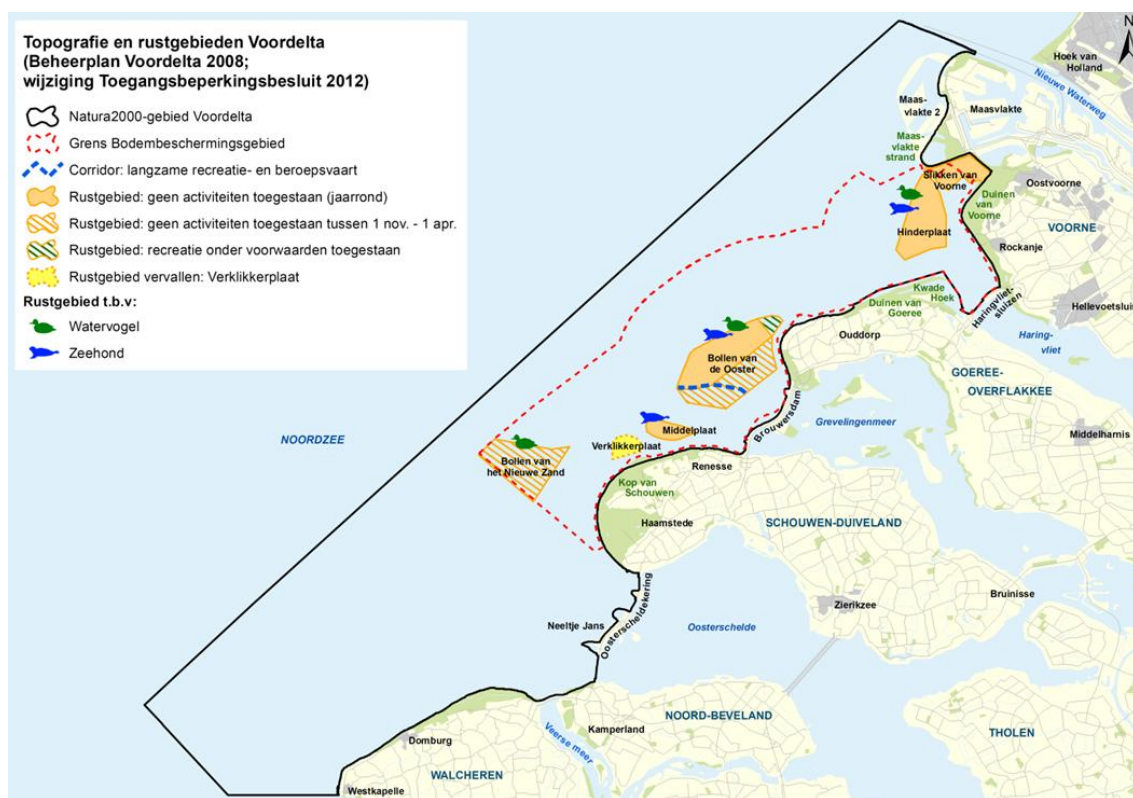 Topografie en rustgebieden Voordelta
(Beheerplan Voordelta 2008;
wijziging Toegangsbeperkingsbesluit 2012)
Natura2000-gebied Voordelta
Grens Bodembeschermingsgebied
Corridor: langzame recreatie- en beroepsvaart
Rustgebied: geen activiteiten toegestaan (jaarrond)
Rustgebied: geen activiteiten toegestaan tussen 1 nov. - 1 apr.
Rustgebied: recreatie onder voorwaarden toegestaan
Rustgebied vervallen: Verklikkerplaat
Rustgebied t.b.v:
Watervogel
Zeehond
N
Hoek van
Holland
Nieuwe Waterweg
Maas-
vlakte 2
Maasvlakte
Maas-
vlakte
strand
Slikken van
Voorne
Oostvoorne
Duinen
van
Voorne
VOORNE
Hinderplaat
Rockanje
Kwade
Hoek
Duinen van
Goeree
Haringvliet-
sluizen
Hellevoetsluis
Ouddorp
Haring-
vliet
Bollen van
de Ooster
GOEREE-
OVERFLAKKEE
Brouwersdam
Grevelingenmeer
Middelplaat
Middelharnis
NOORDZEE
Verklikkerplaat
Bollen van
het Nieuwe Zand
Renesse
Kop van
Schouwen
Haamstede
SCHOUWEN-DUIVELAND
Bruinisse
Zierikzee
Neeltje Jans
Oosterscheldekering
Oosterschelde
NOORD-BEVELAND
Kamperland
Veerse meer
THOLEN
Domburg
WALCHEREN
Westkapelle